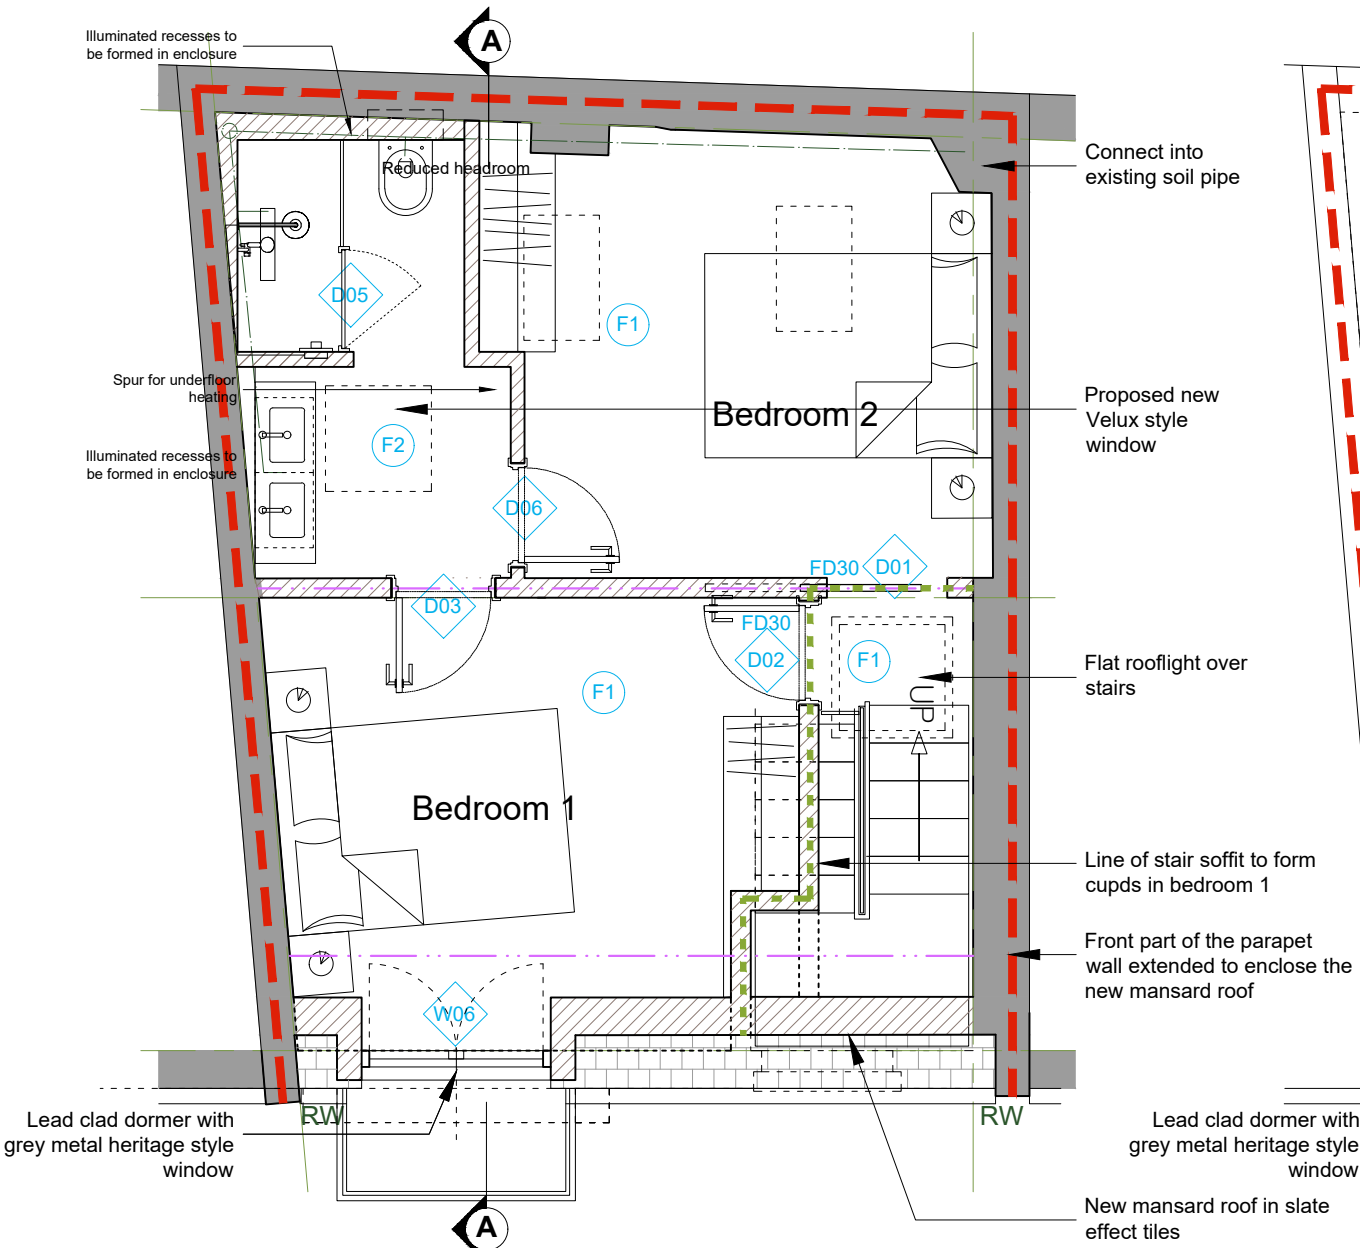 Illuminated recesses to
be formed in enclosure
A
Reduced headroom
Connect into
existing soil pipe
D05
F1
Spur for underfloor
heating
Proposed new
Velux style
window
Bedroom 2
F2
Illuminated recesses to
be formed in enclosure
D06
FD30
D01
D03
FD30
D02
F1
F1
Flat rooflight over
stairs
UP
Bedroom 1
Line of stair soffit to form
cupds in bedroom 1
Front part of the parapet
wall extended to enclose the
new mansard roof
W06
Lead clad dormer with
grey metal heritage style
window
RW
RW
Lead clad dormer with
grey metal heritage style
window
New mansard roof in slate
effect tiles
A